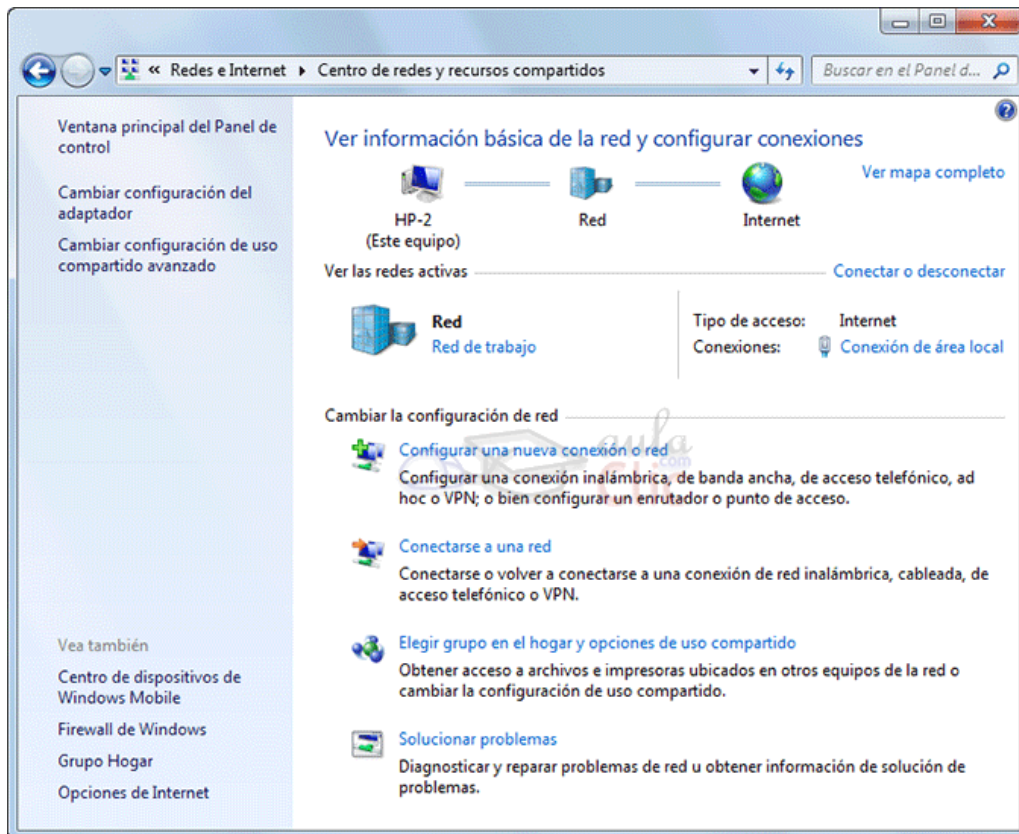 « Redes e Internet ▸ Centro de redes y recursos compartidos
Buscar en el Panel d...
Ventana principal del Panel de
control
Cambiar configuración del
adaptador
Cambiar configuración de uso
compartido avanzado
Vea también
Centro de dispositivos de
Windows Mobile
Firewall de Windows
Grupo Hogar
Opciones de Internet
Ver información básica de la red y configurar conexiones
Ver mapa completo
HP-2
(Este equipo)
Red
Internet
Ver las redes activas
Conectar o desconectar
Red
Red de trabajo
Tipo de acceso: Internet
Conexiones: Conexión de área local
Cambiar la configuración de red
Configurar una nueva conexión o red
Configurar una conexión inalámbrica, de banda ancha, de acceso telefónico, ad
hoc o VPN; o bien configurar un enrutador o punto de acceso.
Conectarse a una red
Conectarse o volver a conectarse a una conexión de red inalámbrica, cableada, de
acceso telefónico o VPN.
Elegir grupo en el hogar y opciones de uso compartido
Obtener acceso a archivos e impresoras ubicados en otros equipos de la red o
cambiar la configuración de uso compartido.
Solucionar problemas
Diagnosticar y reparar problemas de red u obtener información de solución de
problemas.
aula
.com
Clic